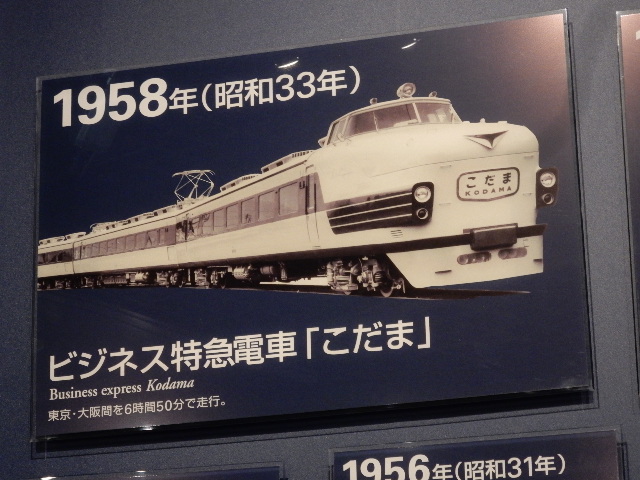 1958年(昭和33年)
こだま
KODAMA
ビジネス特急電車「こだま」
Business express Kodama
東京・大阪間を6時間50分で走行。
1956年(昭和31年)